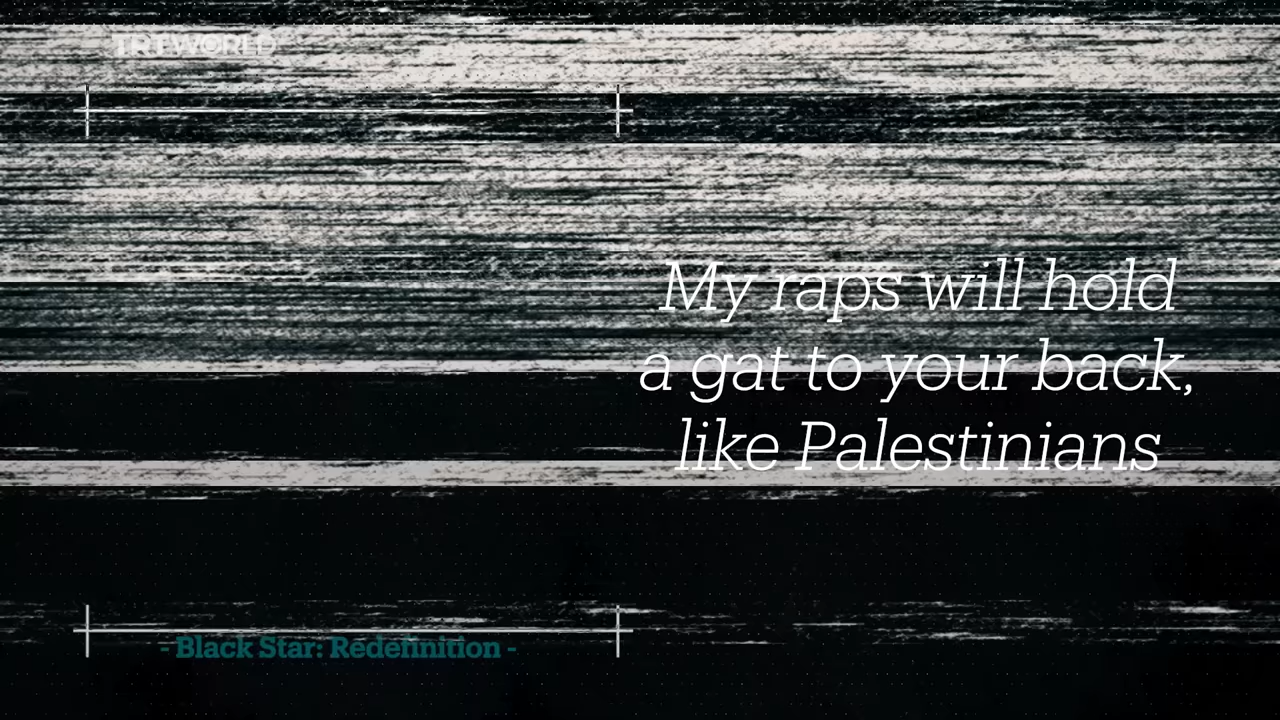 TRT WORLD
My raps will hold
a gat to your back,
like Palestinians
- Black Star: Redefinition -